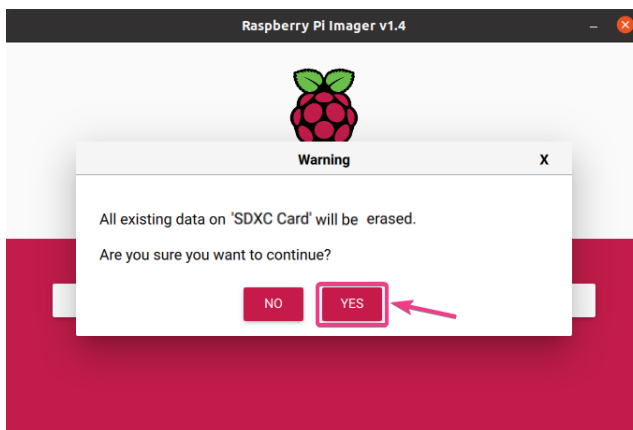 Raspberry Pi Imager v1.4
Warning X
All existing data on 'SDXC Card' will be erased.
Are you sure you want to continue?
NO YES